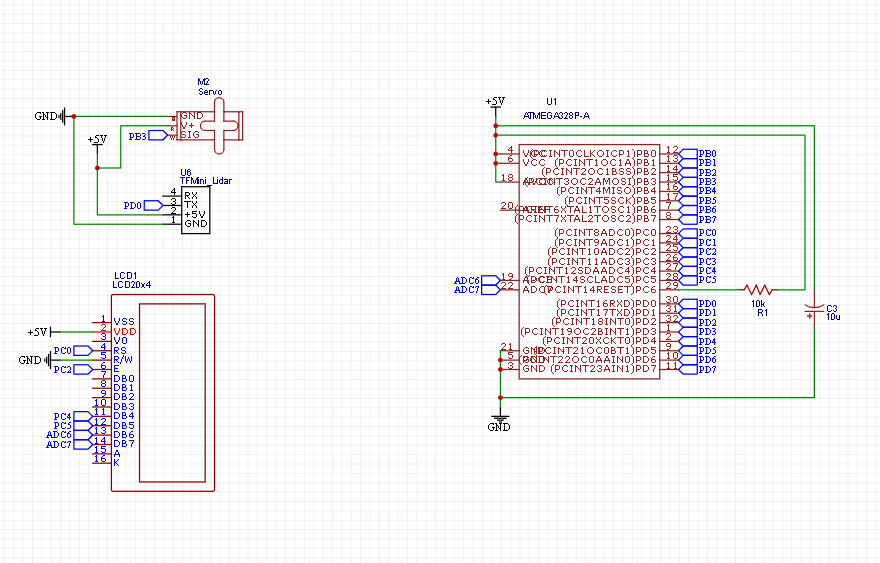 M2
Servo
GND
GND
V+
SIG
+5V
PB3
U6
TFMini_Lidar
4 RX
PD0 3 TX
2 +5V
1 GND
LCD1
LCD20x4
1 VSS
+5V 2 VDD
3 V0
PC0 4 RS
GND 5 R/W
PC2 6 E
7 DB0
8 DB1
9 DB2
10 DB3
PC4 11 DB4
PC5 12 DB5
ADC6 13 DB6
ADC7 14 DB7
15 A
16 K
+5V
U1
ATMEGA328P-A
4 VCC (PCINT0CLKOICP1)PB0 12 PB0
6 VCC (PCINT1OC1A)PB1 13 PB1
(PCINT2OC1BSS)PB2 14 PB2
18 (PCINT3OC2AMOSI)PB3 15 PB3
(PCINT4MISO)PB4 16 PB4
(PCINT5SCK)PB5 17 PB5
20 (PCINT6XTAL1TOSC1)PB6 7 PB6
(PCINT7XTAL2TOSC2)PB7 8 PB7
(PCINT8ADC0)PC0 23 PC0
(PCINT9ADC1)PC1 24 PC1
(PCINT10ADC2)PC2 25 PC2
(PCINT11ADC3)PC3 26 PC3
(PCINT12SDAADC4)PC4 27 PC4
ADC6 19 (PCINT14SCLADC5)PC5 28 PC5
ADC7 22 (PCINT14RESET)PC6 29
(PCINT16RXD)PD0 30 PD0
(PCINT17TXD)PD1 31 PD1
(PCINT18INT0)PD2 32 PD2
(PCINT19OC2BINT1)PD3 1 PD3
(PCINT20XCKT0)PD4 2 PD4
21 GND (PCINT21OC0BT1)PD5 9 PD5
5 (PCINT22OC0AAIN0)PD6 10 PD6
3 GND (PCINT23AIN1)PD7 11 PD7
GND
10k
R1
C3
10u